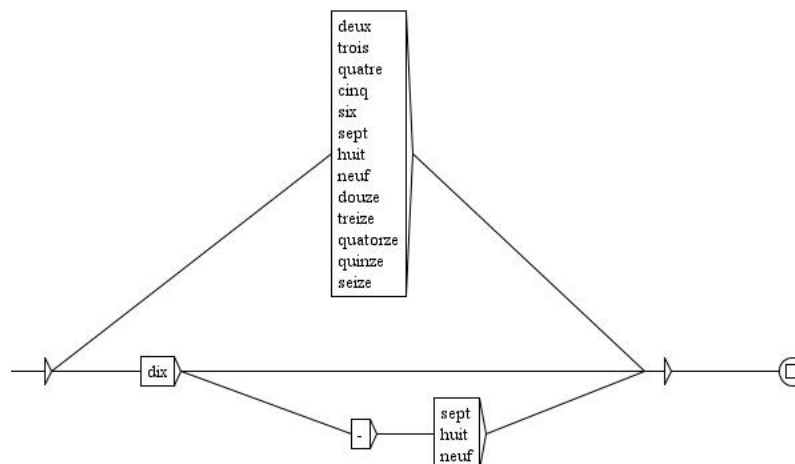 deux
trois
quatre
cinq
six
sept
huit
neuf
douze
treize
quatorze
quinze
seize
dix
-
sept
huit
neuf